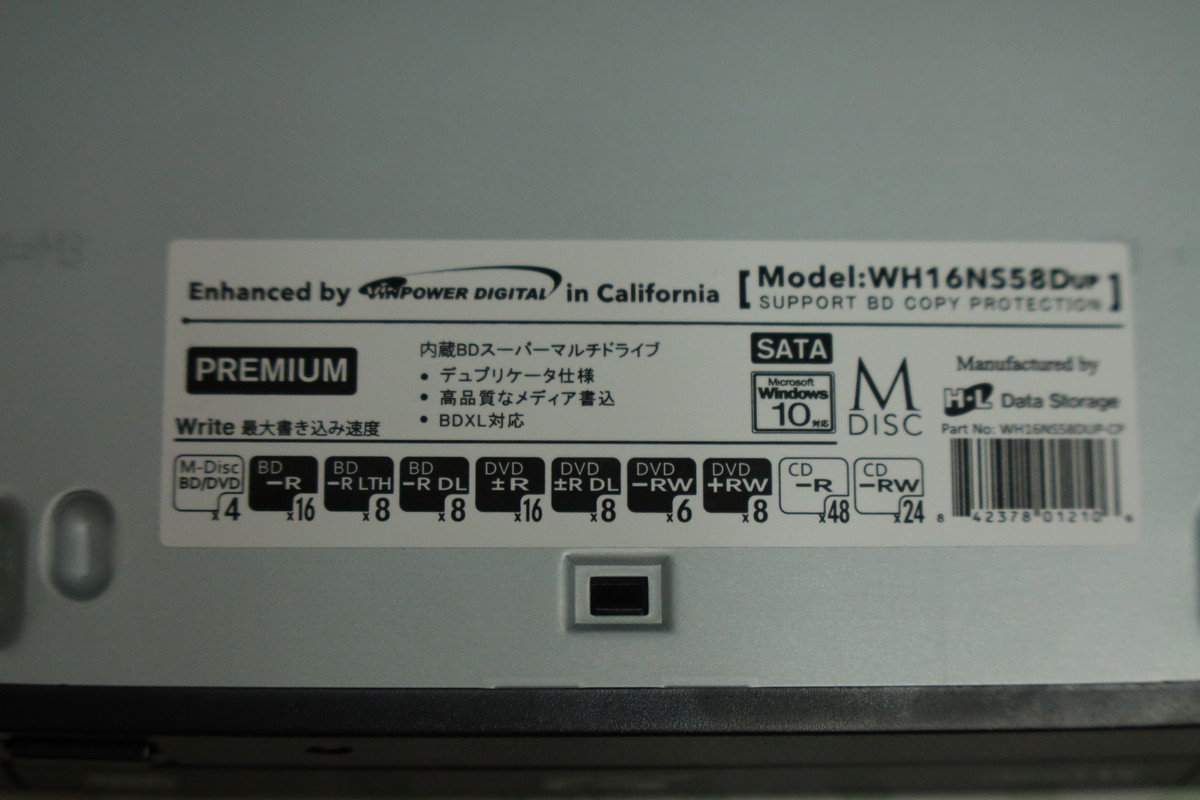 Enhanced by WINPOWER DIGITAL in California
[Model:WH16NS58DUP]
SUPPORT BD COPY PROTECTION
PREMIUM
内蔵BDスーパーマルチドライブ
• デュプリケータ仕様
• 高品質なメディア書込
• BDXL対応
SATA
Microsoft
Windows
10 対応
M
DISC
Manufactured by
H·L Data Storage
Part No: WH16NS58DUP-CP
Write 最大書き込み速度
M-Disc BD/DVD x4
BD -R x16
BD -R LTH x8
BD -R DL x8
DVD ±R x16
DVD ±R DL x8
DVD -RW x6
DVD +RW x8
CD -R x48
CD -RW x24
8 42378 01210